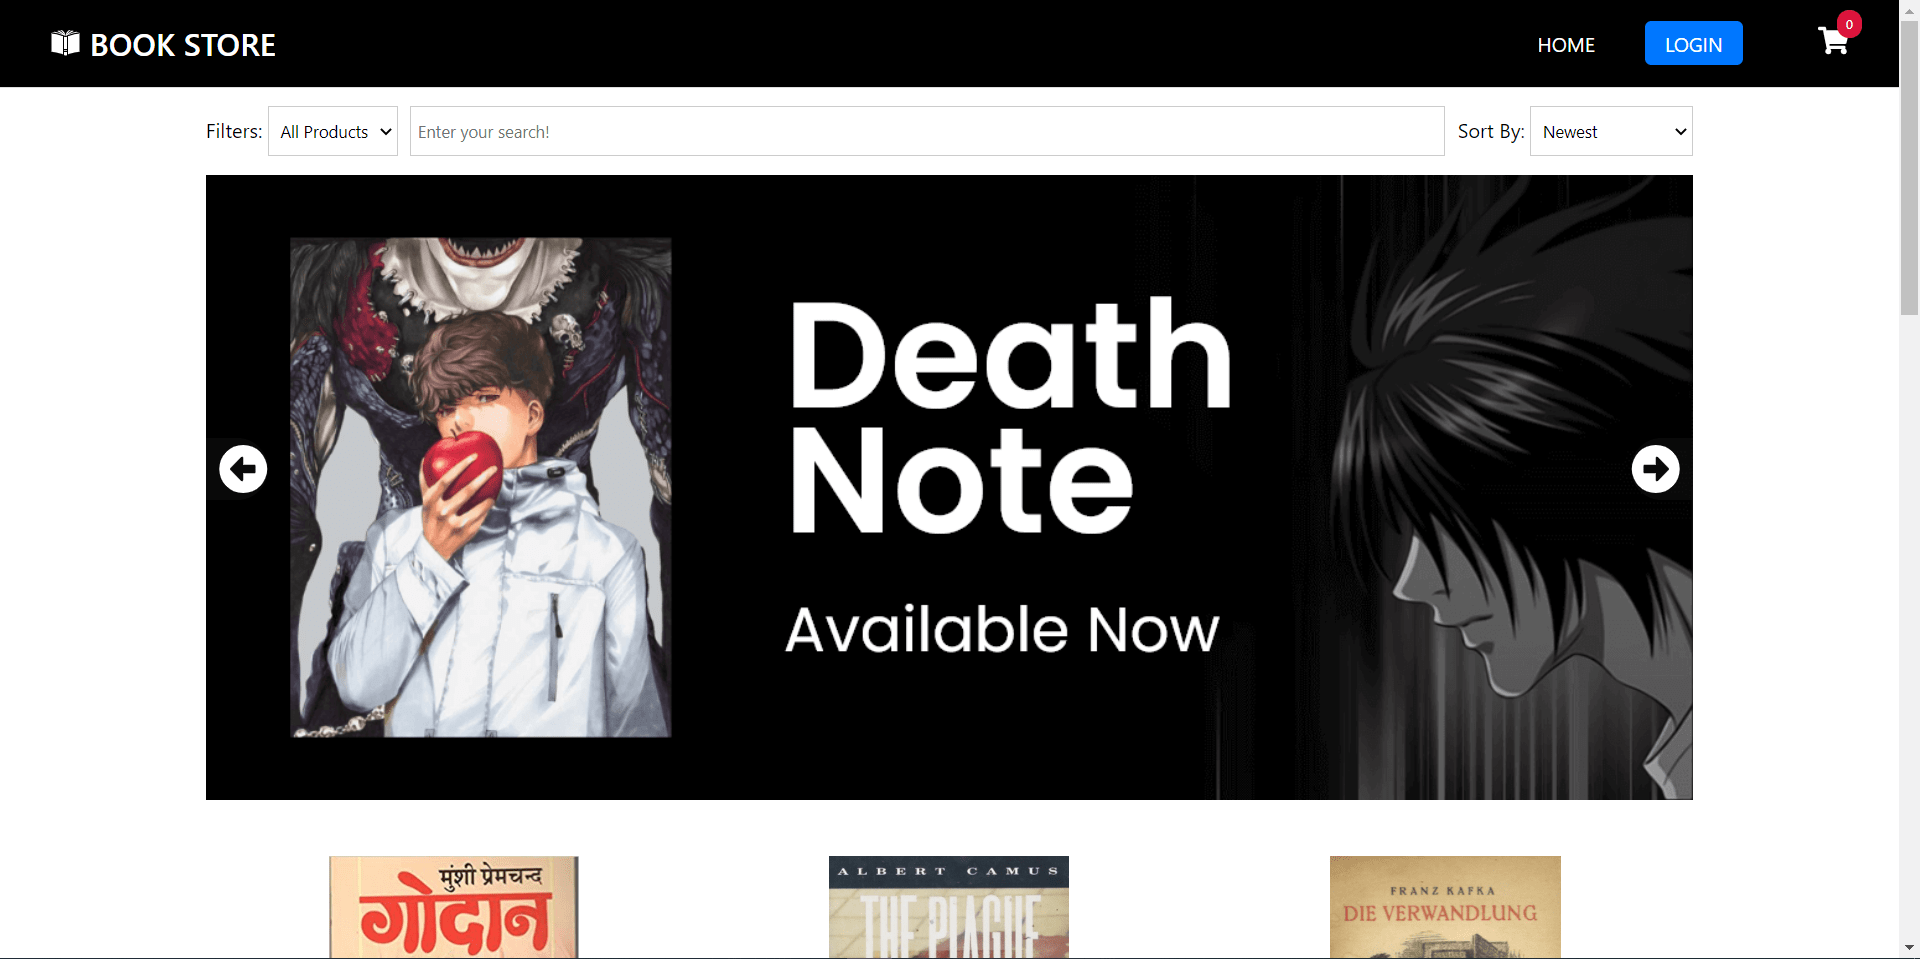 BOOK STORE
HOME
LOGIN
0
Filters:
All Products
Enter your search!
Sort By:
Newest
Death
Note
Available Now
मुंशी प्रेमचन्द
गोदान
ALBERT CAMUS
THE PLAGUE
FRANZ KAFKA
DIE VERWANDLUNG